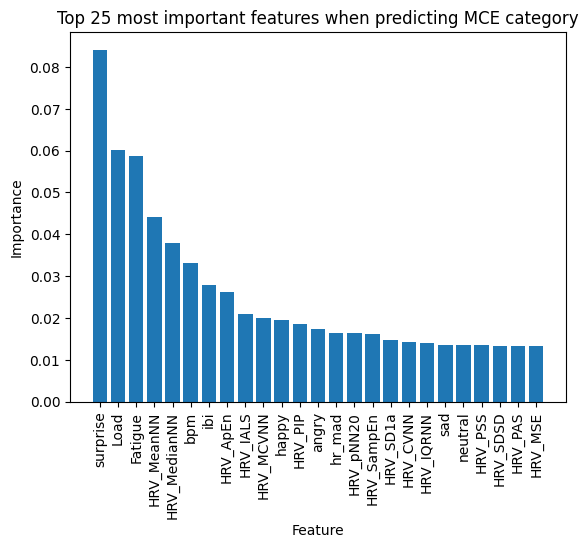 Top 25 most important features when predicting MCE category
Importance
0.08
0.07
0.06
0.05
0.04
0.03
0.02
0.01
0.00
surprise
Load
Fatigue
HRV_MeanNN
HRV_MedianNN
bpm
ibi
HRV_ApEn
HRV_IALS
HRV_MCVNN
happy
HRV_PIP
angry
hr_mad
HRV_pNN20
HRV_SampEn
HRV_SD1a
HRV_CVNN
HRV_IQRNN
sad
neutral
HRV_PSS
HRV_SDSD
HRV_PAS
HRV_MSE
Feature